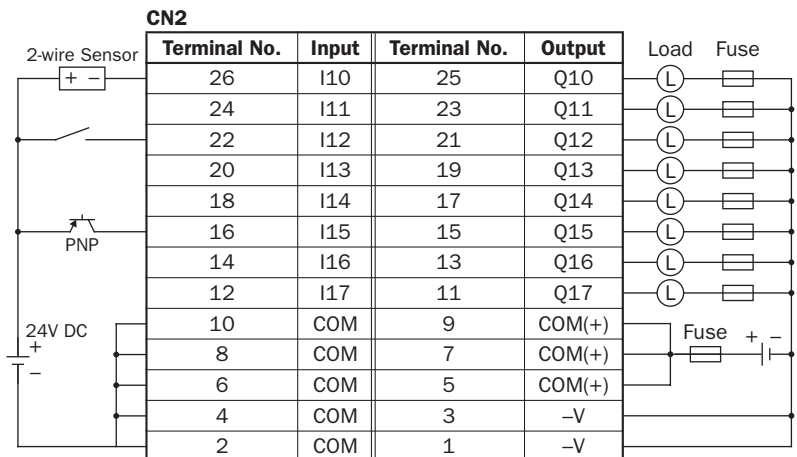 CN2
2-wire Sensor
Terminal No. Input Terminal No. Output Load Fuse
+ − 26 I10 25 Q10 L
24 I11 23 Q11 L
22 I12 21 Q12 L
20 I13 19 Q13 L
18 I14 17 Q14 L
16 I15 15 Q15 L
PNP
14 I16 13 Q16 L
12 I17 11 Q17 L
24V DC 10 COM 9 COM(+) Fuse + −
+ 8 COM 7 COM(+)
− 6 COM 5 COM(+)
4 COM 3 –V
2 COM 1 –V